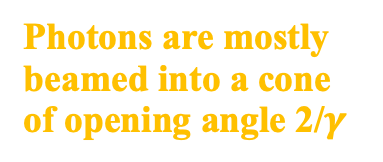 Photons are mostly
beamed into a cone
of opening angle 2/γ